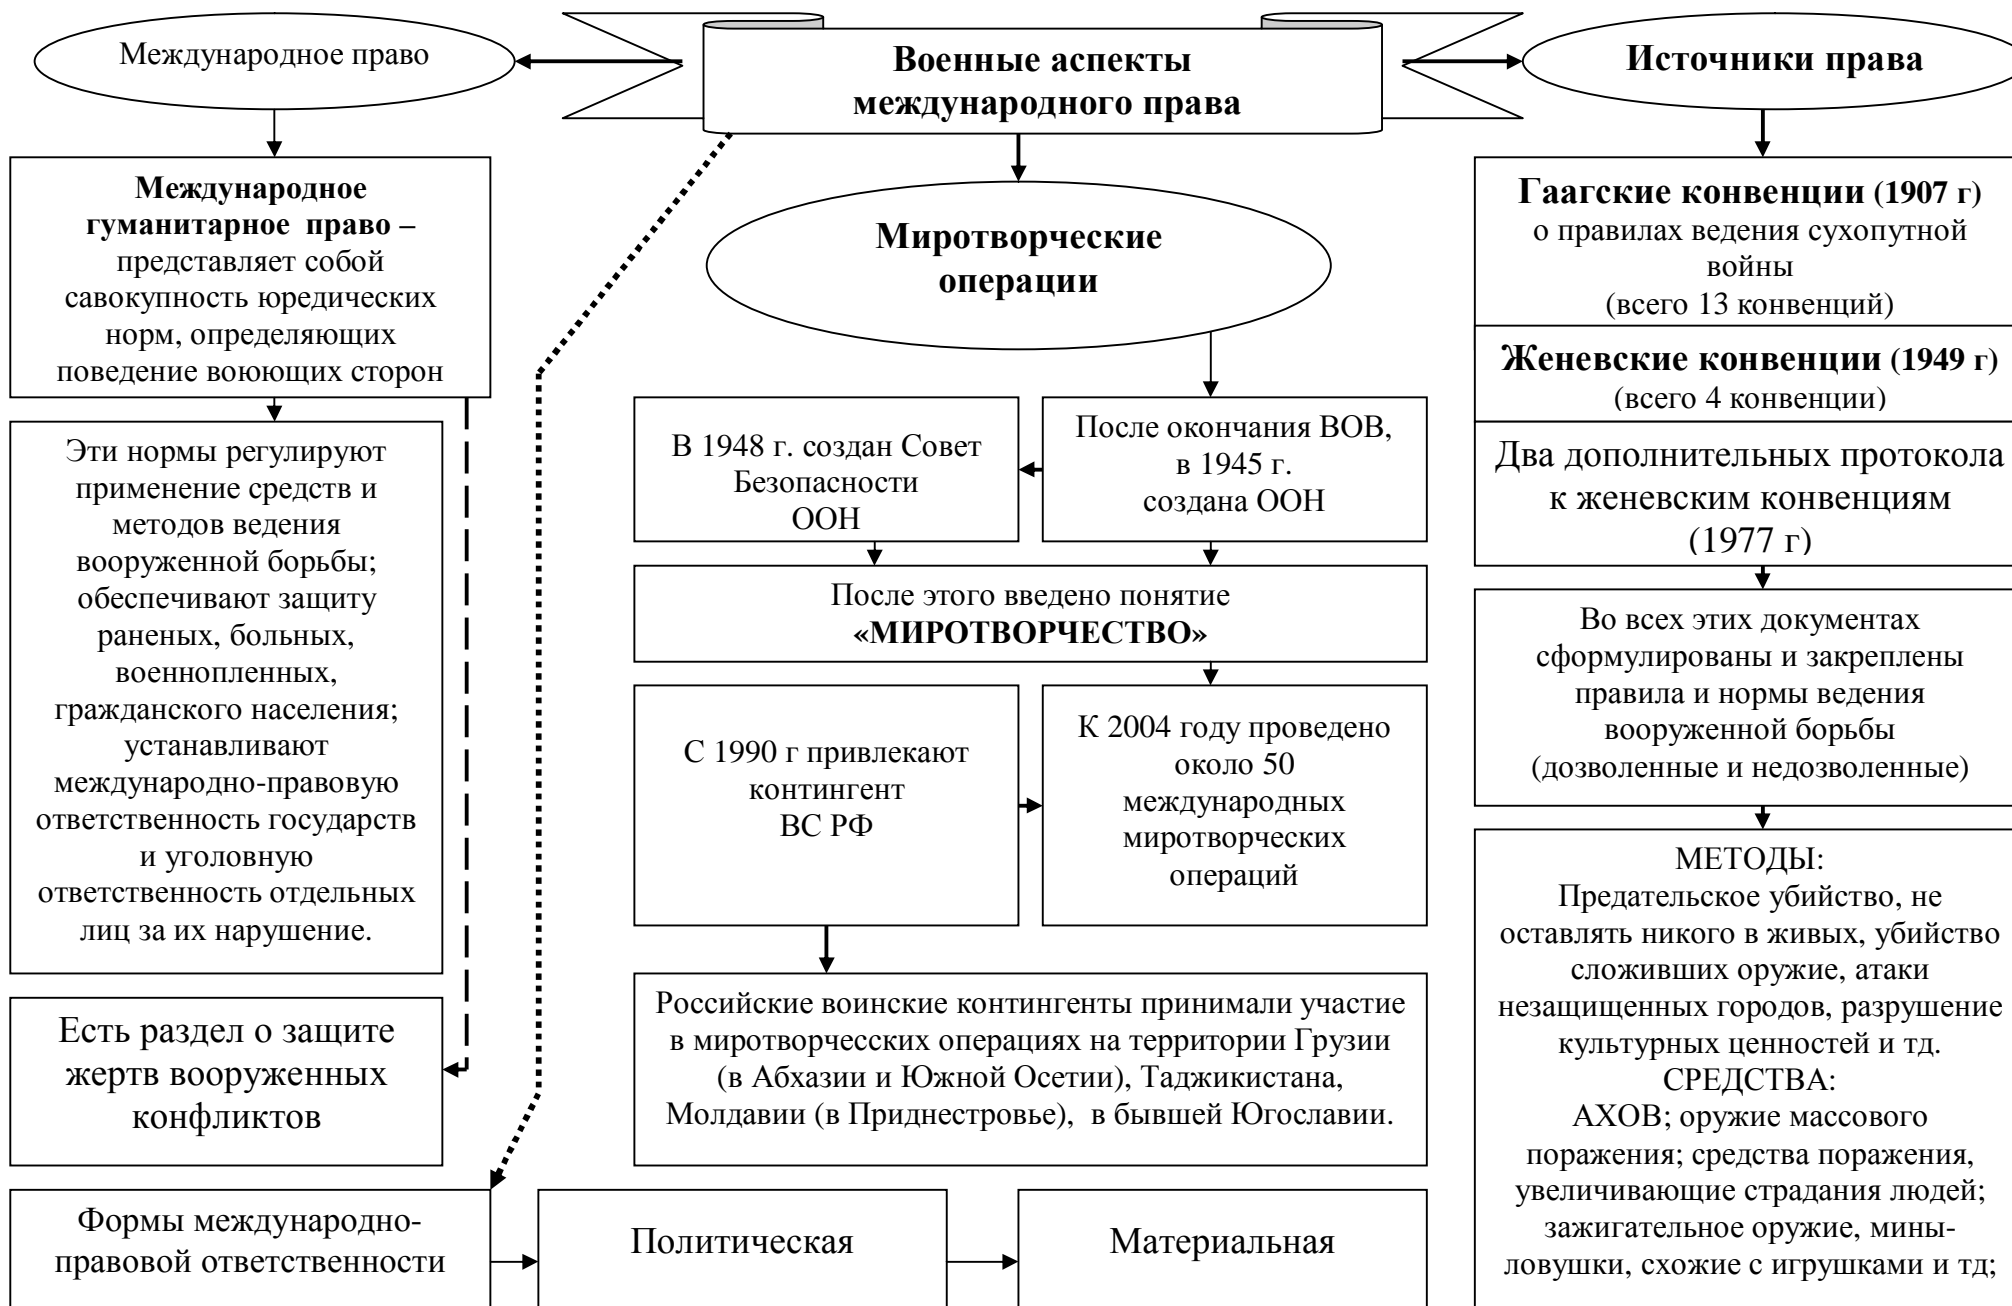 Военные аспекты
международного права
Международное право
Международное
гуманитарное право –
представляет собой
савокупность юредических
норм, определяющих
поведение воюющих сторон
Эти нормы регулируют
применение средств и
методов ведения
вооруженной борьбы;
обеспечивают защиту
раненых, больных,
военнопленных,
гражданского населения;
устанавливают
международно-правовую
ответственность государств
и уголовную
ответственность отдельных
лиц за их нарушение.
Есть раздел о защите
жертв вооруженных
конфликтов
Миротворческие
операции
В 1948 г. создан Совет
Безопасности
ООН
После окончания ВОВ,
в 1945 г.
создана ООН
После этого введено понятие
«МИРОТВОРЧЕСТВО»
С 1990 г привлекают
контингент
ВС РФ
К 2004 году проведено
около 50
международных
миротворческих
операций
Российские воинские контингенты принимали участие
в миротворчесских операциях на территории Грузии
(в Абхазии и Южной Осетии), Таджикистана,
Молдавии (в Приднестровье), в бывшей Югославии.
Источники права
Гаагские конвенции (1907 г)
о правилах ведения сухопутной
войны
(всего 13 конвенций)
Женевские конвенции (1949 г)
(всего 4 конвенции)
Два дополнительных протокола
к женевским конвенциям
(1977 г)
Во всех этих документах
сформулированы и закреплены
правила и нормы ведения
вооруженной борьбы
(дозволенные и недозволенные)
МЕТОДЫ:
Предательское убийство, не
оставлять никого в живых, убийство
сложивших оружие, атаки
незащищенных городов, разрушение
культурных ценностей и тд.
СРЕДСТВА:
АХОВ; оружие массового
поражения; средства поражения,
увеличивающие страдания людей;
зажигательное оружие, мины-
ловушки, схожие с игрушками и тд;
Формы международно-
правовой ответственности
Политическая
Материальная